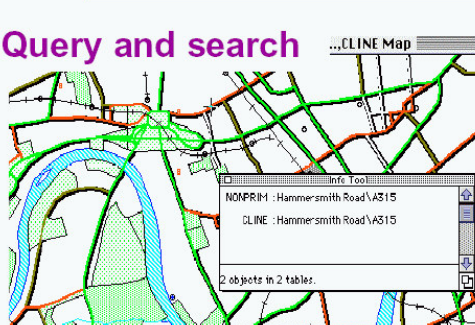 Query and search
..,CLINE Map
Info Tool
NONPRIM : Hammersmith Road\A315
CLINE : Hammersmith Road\A315
2 objects in 2 tables.